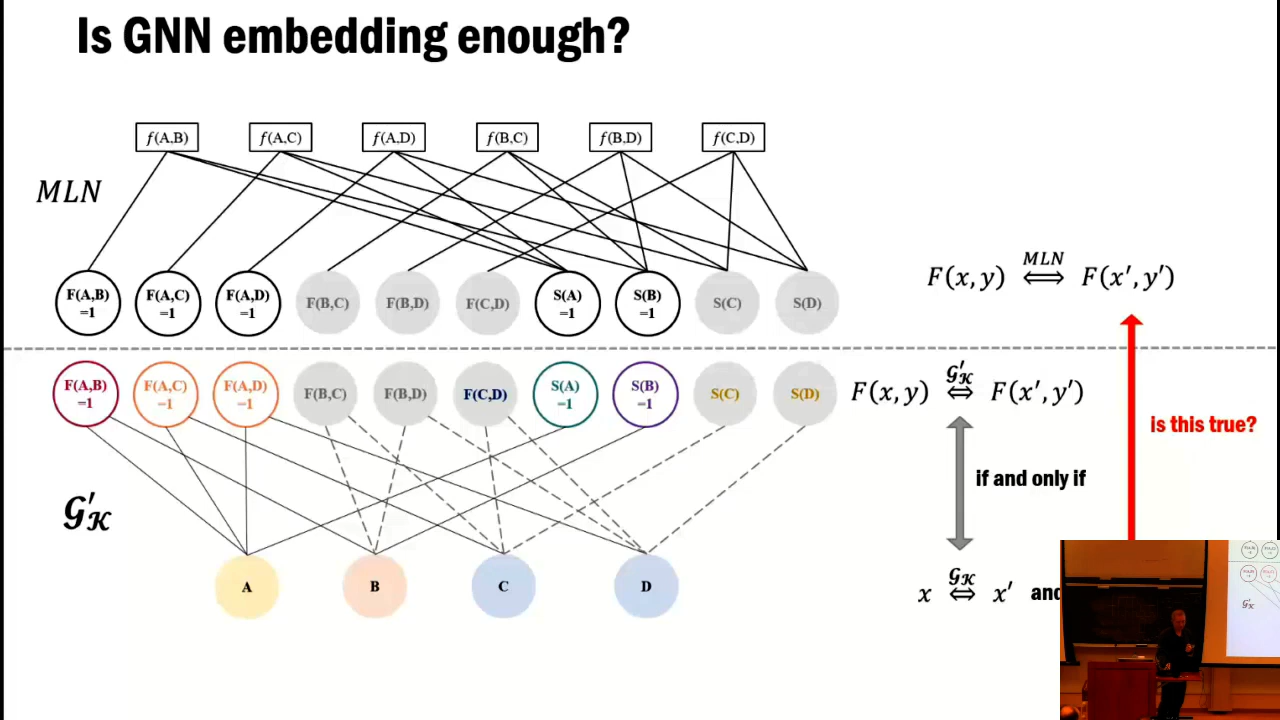 Is GNN embedding enough?
f(A,B) f(A,C) f(A,D) f(B,C) f(B,D) f(C,D)
MLN
F(A,B) =1 F(A,C) =1 F(A,D) =1 F(B,C) F(B,D) F(C,D) S(A) =1 S(B) =1 S(C) S(D)
F(x, y) MLN ⟺ F(x′, y′)
F(A,B) =1 F(A,C) =1 F(A,D) =1 F(B,C) F(B,D) F(C,D) S(A) =1 S(B) =1 S(C) S(D)
F(x, y) 𝒢′𝒦 ⇔ F(x′, y′)
is this true?
if and only if
𝒢′𝒦
A B C D
x 𝒢𝒦 ⇔ x′ and